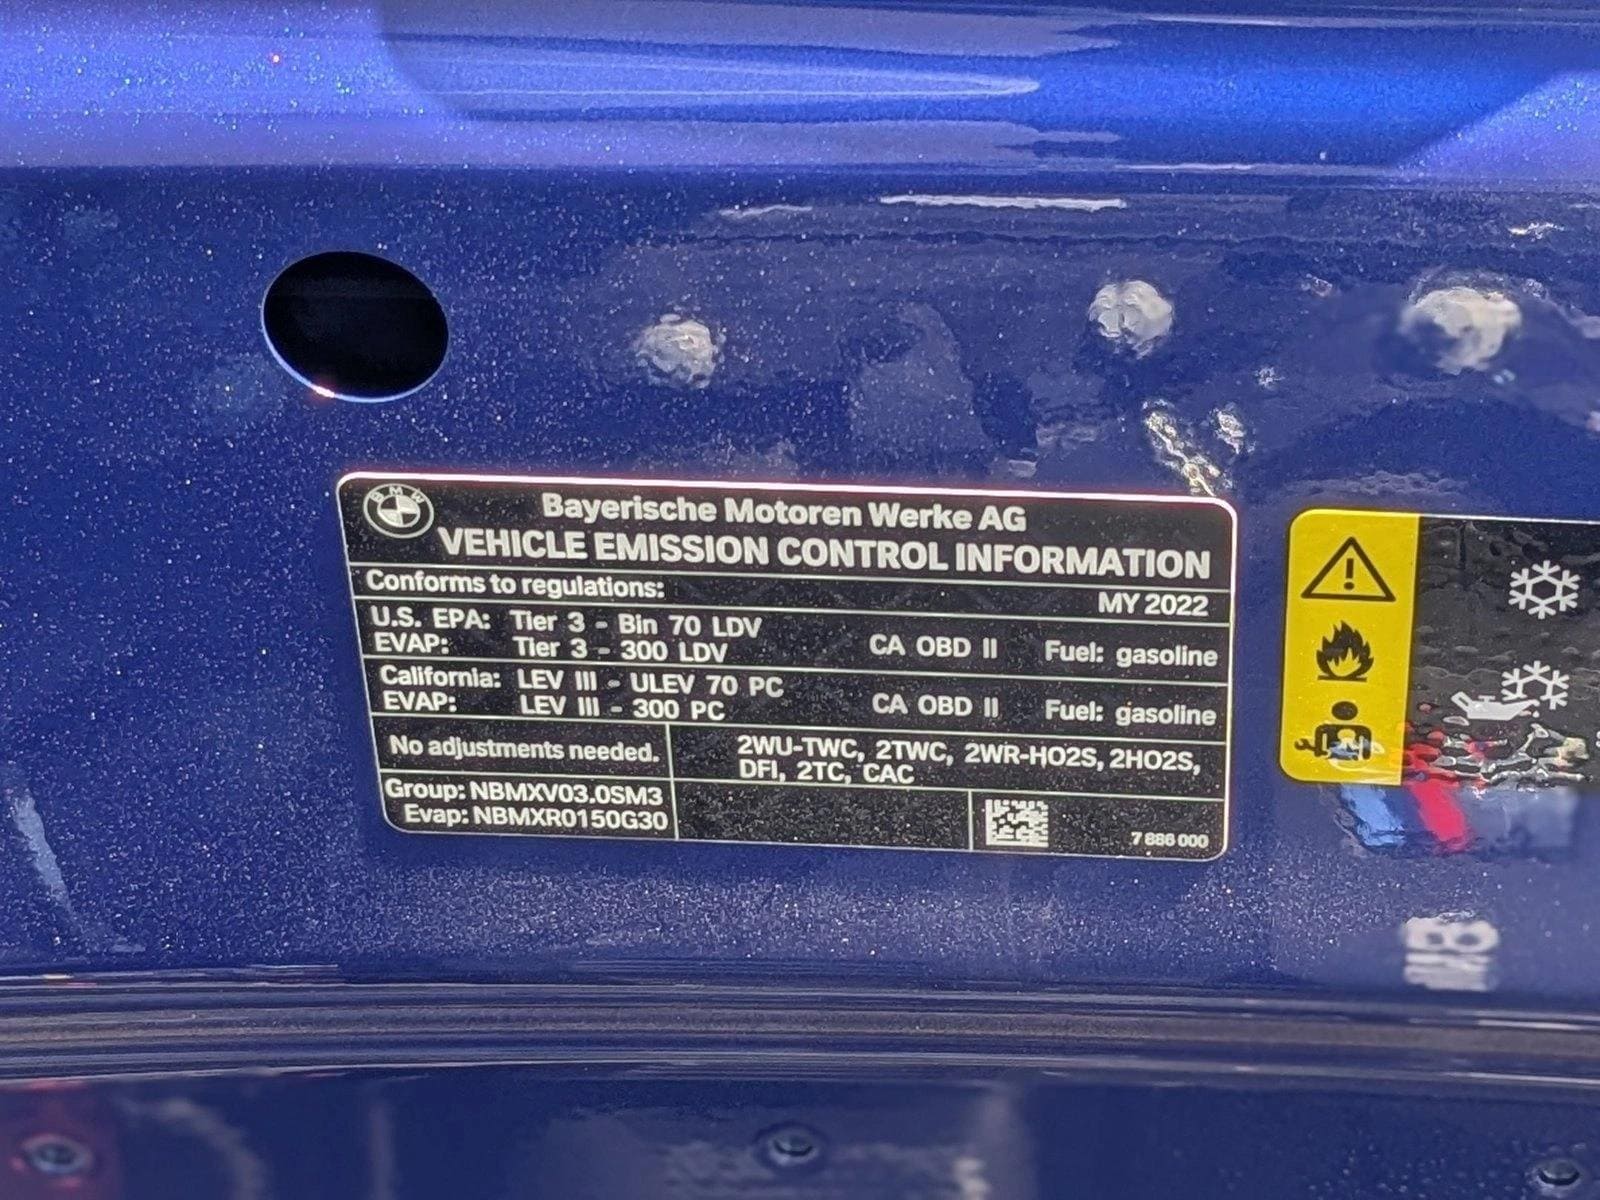 BMW
Bayerische Motoren Werke AG
VEHICLE EMISSION CONTROL INFORMATION
Conforms to regulations:
MY 2022
U.S. EPA: Tier 3 - Bin 70 LDV
EVAP: Tier 3 - 300 LDV
CA OBD II Fuel: gasoline
California: LEV III - ULEV 70 PC
EVAP: LEV III - 300 PC
CA OBD II Fuel: gasoline
No adjustments needed.
2WU-TWC, 2TWC, 2WR-HO2S, 2HO2S,
DFI, 2TC, CAC
Group: NBMXV03.0SM3
Evap: NBMXR0150G30
7 886 000